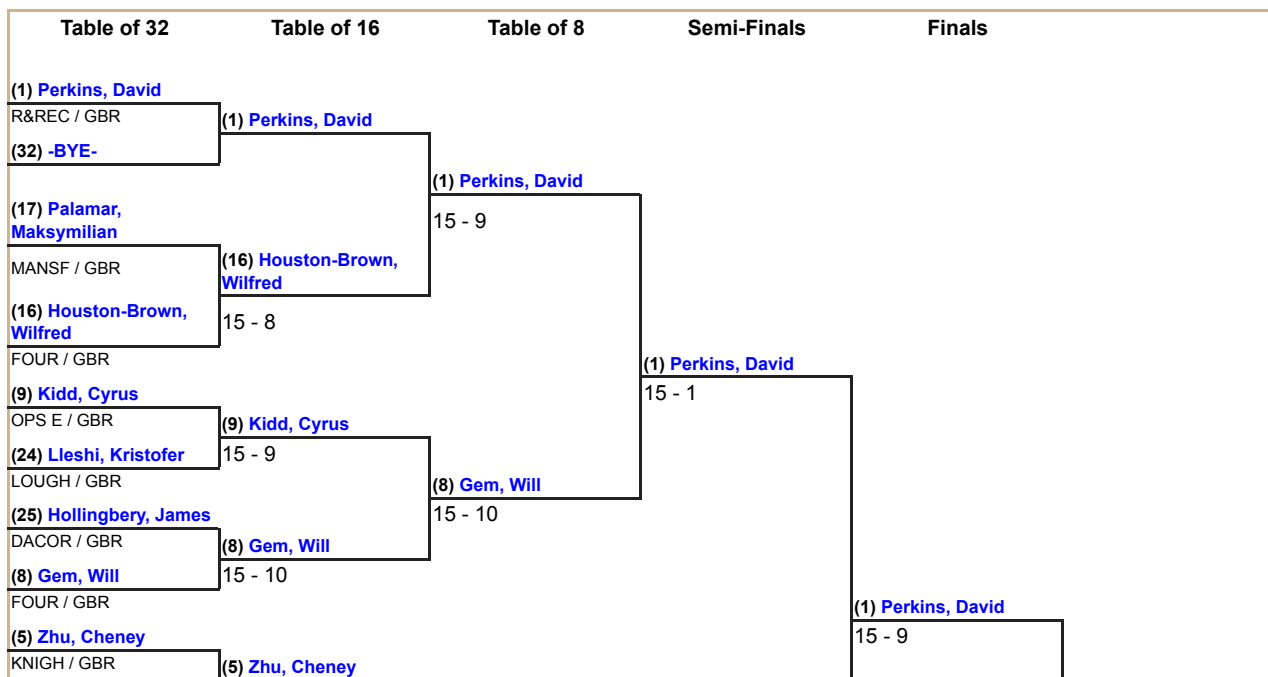 Table of 32 Table of 16 Table of 8 Semi-Finals Finals
(1) Perkins, David
R&REC / GBR
(1) Perkins, David
(32) -BYE-
(1) Perkins, David
(17) Palamar,
Maksymilian
15 - 9
MANSF / GBR
(16) Houston-Brown,
Wilfred
(16) Houston-Brown,
Wilfred
15 - 8
FOUR / GBR
(1) Perkins, David
15 - 1
(9) Kidd, Cyrus
OPS E / GBR
(9) Kidd, Cyrus
(24) Lleshi, Kristofer
15 - 9
LOUGH / GBR
(8) Gem, Will
15 - 10
(25) Hollingbery, James
DACOR / GBR
(8) Gem, Will
(8) Gem, Will
15 - 10
FOUR / GBR
(1) Perkins, David
15 - 9
(5) Zhu, Cheney
KNIGH / GBR
(5) Zhu, Cheney